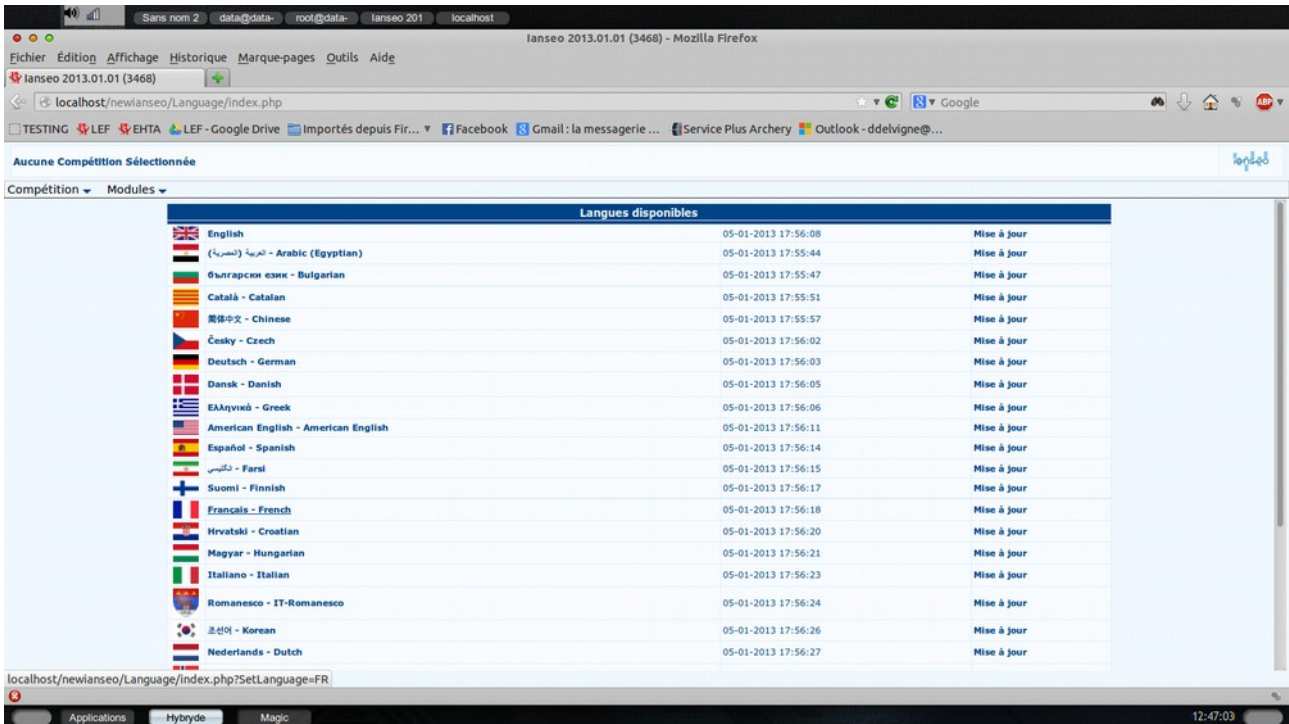 Sans nom 2 data@data- root@data- Ianseo 201 localhost
Ianseo 2013.01.01 (3468) - Mozilla Firefox
Fichier Édition Affichage Historique Marque-pages Outils Aide
Ianseo 2013.01.01 (3468)
localhost/newianseo/Language/index.php Google ABP
TESTING LEF EHTA LEF - Google Drive Importés depuis Fir... Facebook Gmail : la messagerie ... Service Plus Archery Outlook - ddelvigne@...
Aucune Compétition Sélectionnée ianseo
Compétition Modules
Langues disponibles
English 05-01-2013 17:56:08 Mise à jour
العربية (المصرية) - Arabic (Egyptian) 05-01-2013 17:55:44 Mise à jour
български език - Bulgarian 05-01-2013 17:55:47 Mise à jour
Català - Catalan 05-01-2013 17:55:51 Mise à jour
简体中文 - Chinese 05-01-2013 17:55:57 Mise à jour
Česky - Czech 05-01-2013 17:56:02 Mise à jour
Deutsch - German 05-01-2013 17:56:03 Mise à jour
Dansk - Danish 05-01-2013 17:56:05 Mise à jour
Ελληνικά - Greek 05-01-2013 17:56:06 Mise à jour
American English - American English 05-01-2013 17:56:11 Mise à jour
Español - Spanish 05-01-2013 17:56:14 Mise à jour
- Farsi 05-01-2013 17:56:15 Mise à jour
Suomi - Finnish 05-01-2013 17:56:17 Mise à jour
Français - French 05-01-2013 17:56:18 Mise à jour
Hrvatski - Croatian 05-01-2013 17:56:20 Mise à jour
Magyar - Hungarian 05-01-2013 17:56:21 Mise à jour
Italiano - Italian 05-01-2013 17:56:23 Mise à jour
Romanesco - IT-Romanesco 05-01-2013 17:56:24 Mise à jour
조선어 - Korean 05-01-2013 17:56:26 Mise à jour
Nederlands - Dutch 05-01-2013 17:56:27 Mise à jour
localhost/newianseo/Language/index.php?SetLanguage=FR
Applications Hybryde Magic 12:47:03